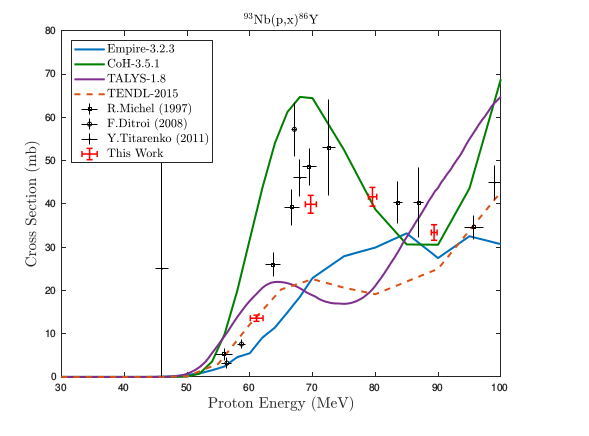 ⁹³Nb(p,x)⁸⁶Y
Cross Section (mb)
80
70
60
50
40
30
20
10
0
Empire-3.2.3
CoH-3.5.1
TALYS-1.8
TENDL-2015
R.Michel (1997)
F.Ditroi (2008)
Y.Titarenko (2011)
This Work
30 40 50 60 70 80 90 100
Proton Energy (MeV)